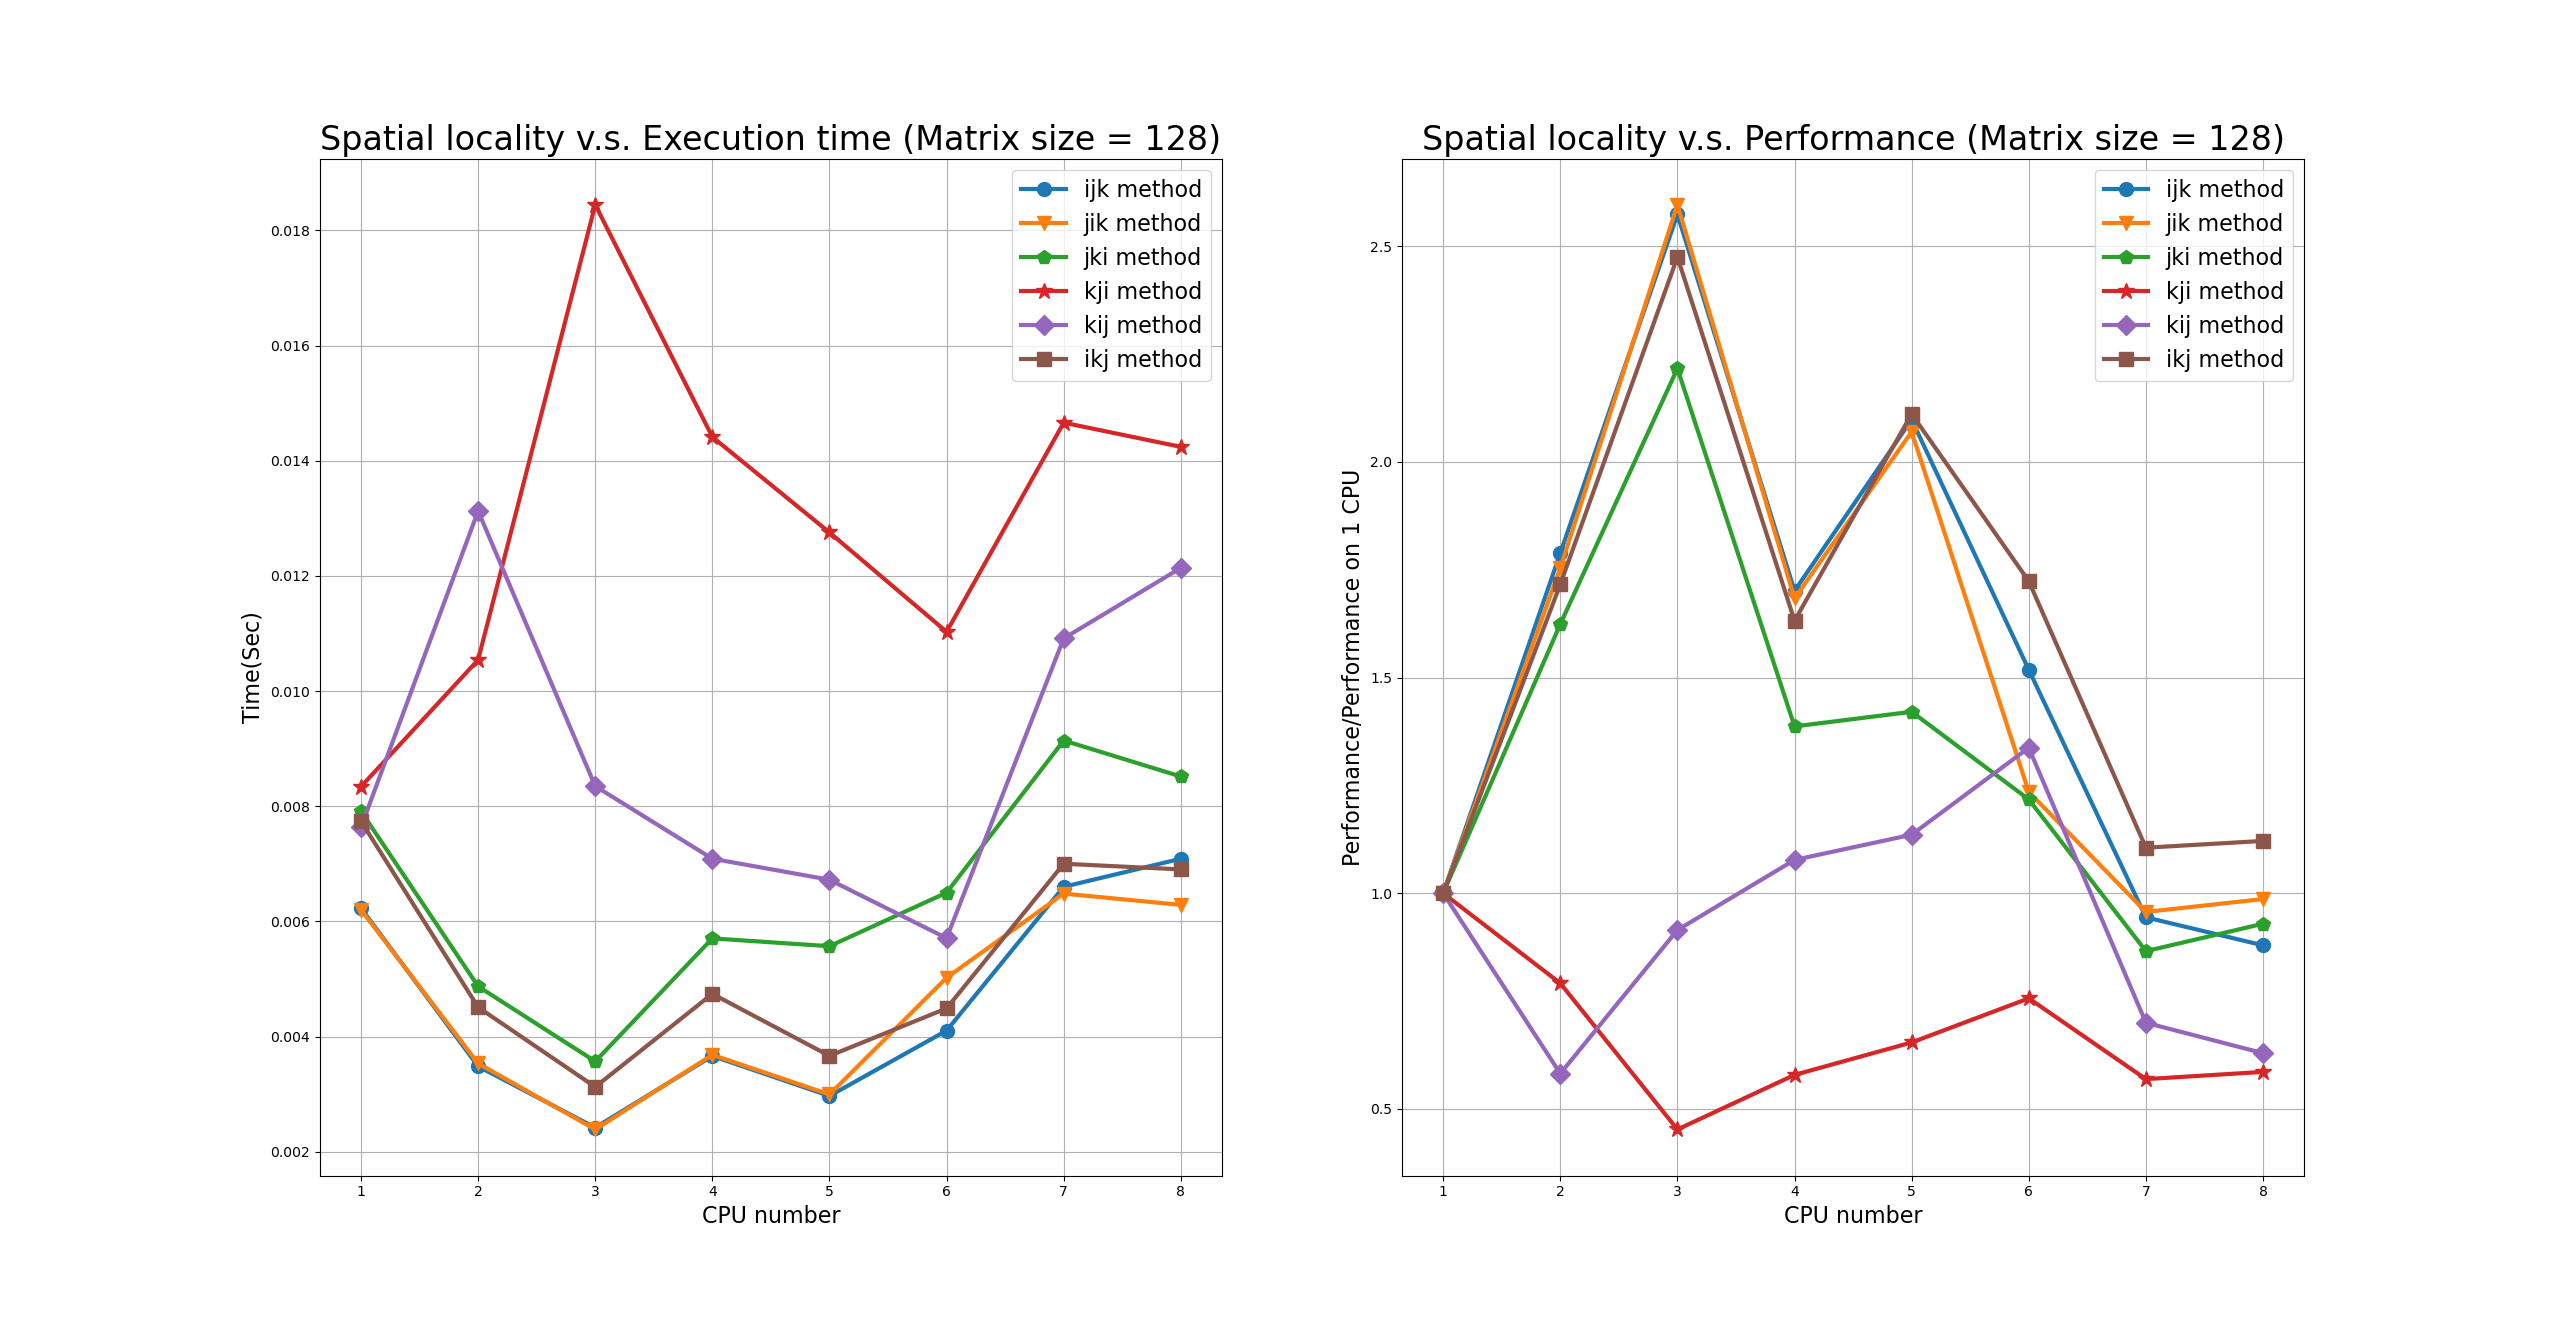 Spatial locality v.s. Execution time (Matrix size = 128)
ijk method
jik method
jki method
kji method
kij method
ikj method
0.018
0.016
0.014
0.012
0.010
0.008
0.006
0.004
0.002
Time(Sec)
1 2 3 4 5 6 7 8
CPU number
Spatial locality v.s. Performance (Matrix size = 128)
ijk method
jik method
jki method
kji method
kij method
ikj method
2.5
2.0
1.5
1.0
0.5
Performance/Performance on 1 CPU
1 2 3 4 5 6 7 8
CPU number